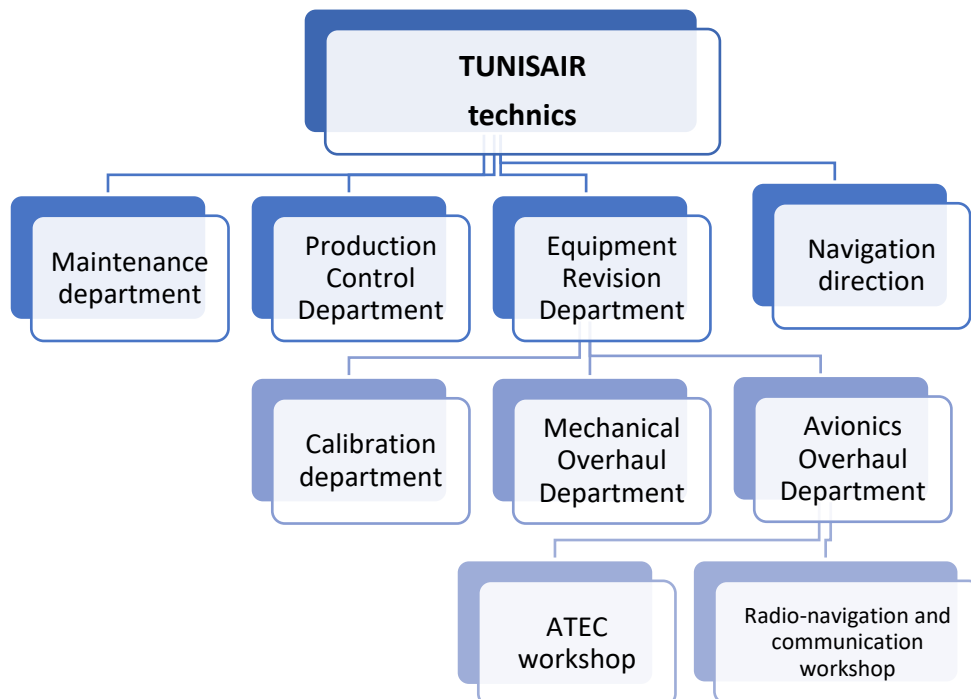 TUNISAIR
technics
Maintenance
department
Production
Control
Department
Equipment
Revision
Department
Navigation
direction
Calibration
department
Mechanical
Overhaul
Department
Avionics
Overhaul
Department
ATEC
workshop
Radio-navigation and
communication
workshop